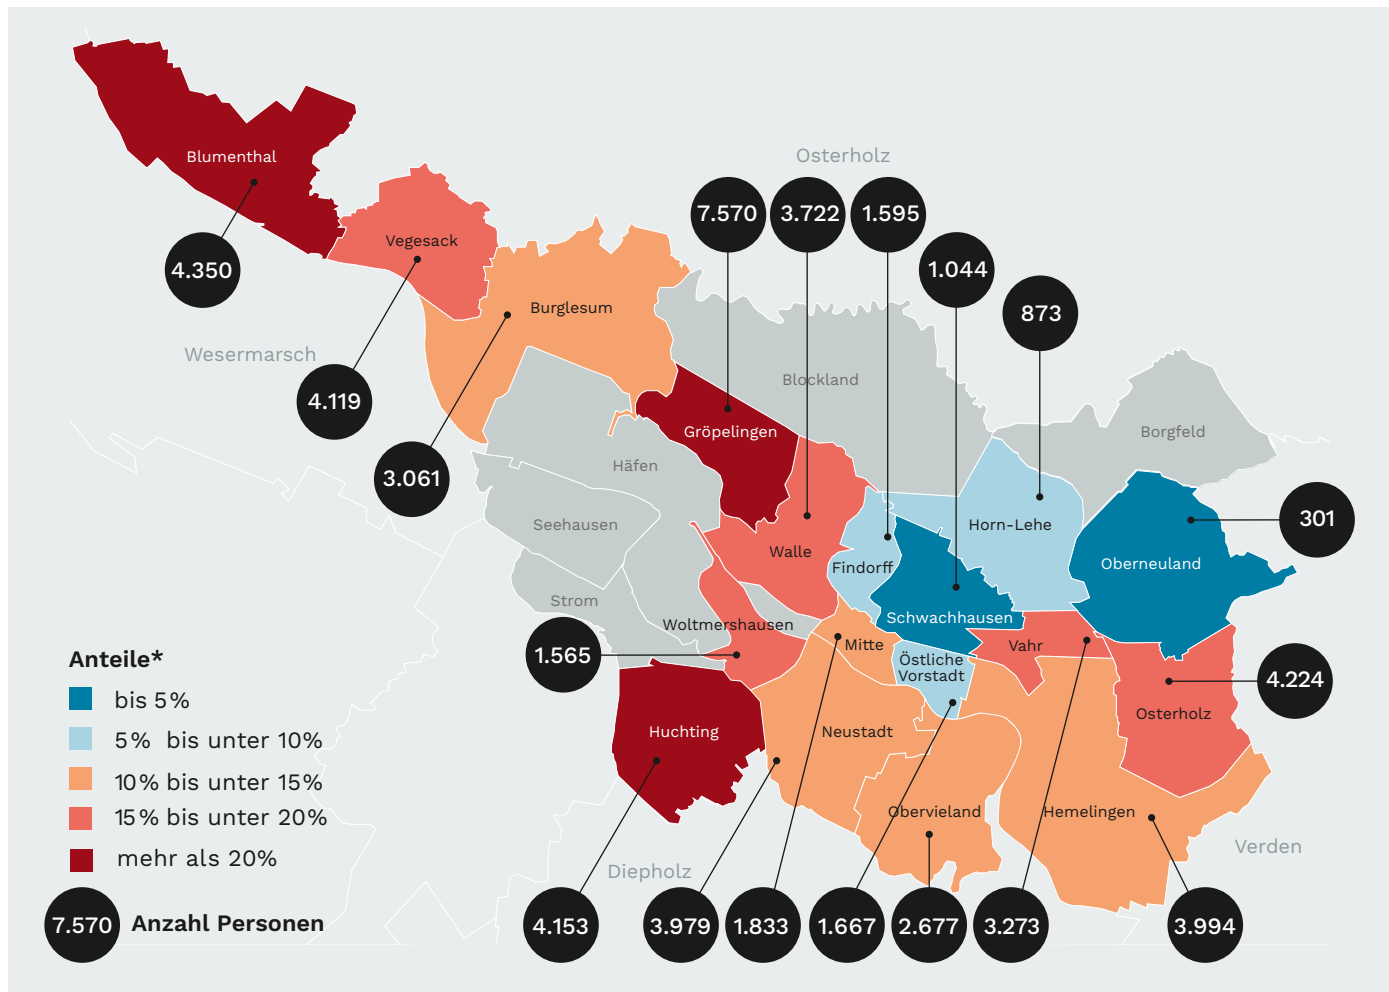 Osterholz
Blumenthal
7.570
3.722
1.595
Vegesack
4.350
1.044
Burglesum
873
Wesermarsch
Blockland
4.119
Gröpelingen
Borgfeld
Häfen
3.061
Seehausen
Horn-Lehe
301
Walle
Findorff
Oberneuland
Strom
Schwachhausen
Woltmershausen
Mitte
Vahr
1.565
Östliche
Vorstadt
4.224
Osterholz
Huchting
Neustadt
Obervieland
Hemelingen
Verden
Diepholz
Anteile*
bis 5%
5% bis unter 10%
10% bis unter 15%
15% bis unter 20%
mehr als 20%
7.570
Anzahl Personen
4.153
3.979
1.833
1.667
2.677
3.273
3.994